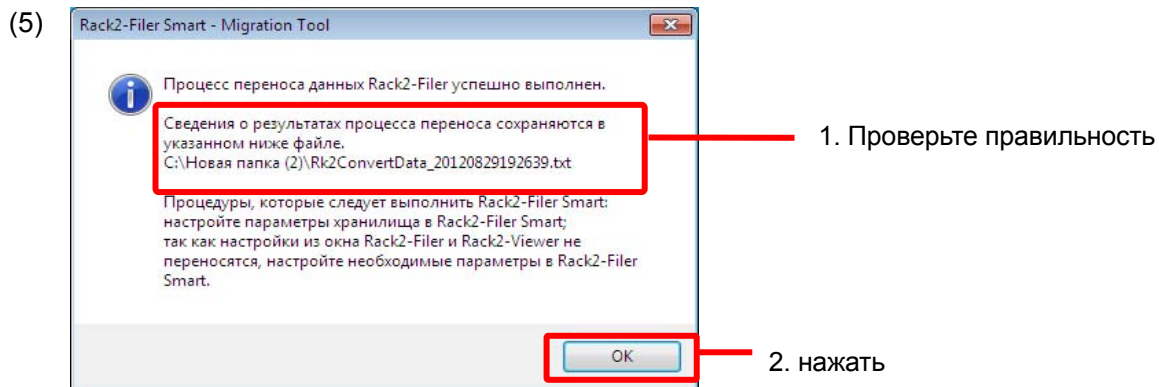 (5)
Rack2-Filer Smart - Migration Tool
Процесс переноса данных Rack2-Filer успешно выполнен.
Сведения о результатах процесса переноса сохраняются в
указанном ниже файле.
C:\Новая папка (2)\Rk2ConvertData_20120829192639.txt
1. Проверьте правильность
Процедуры, которые следует выполнить Rack2-Filer Smart:
настройте параметры хранилища в Rack2-Filer Smart;
так как настройки из окна Rack2-Filer и Rack2-Viewer не
переносятся, настройте необходимые параметры в Rack2-Filer
Smart.
OK
2. нажать